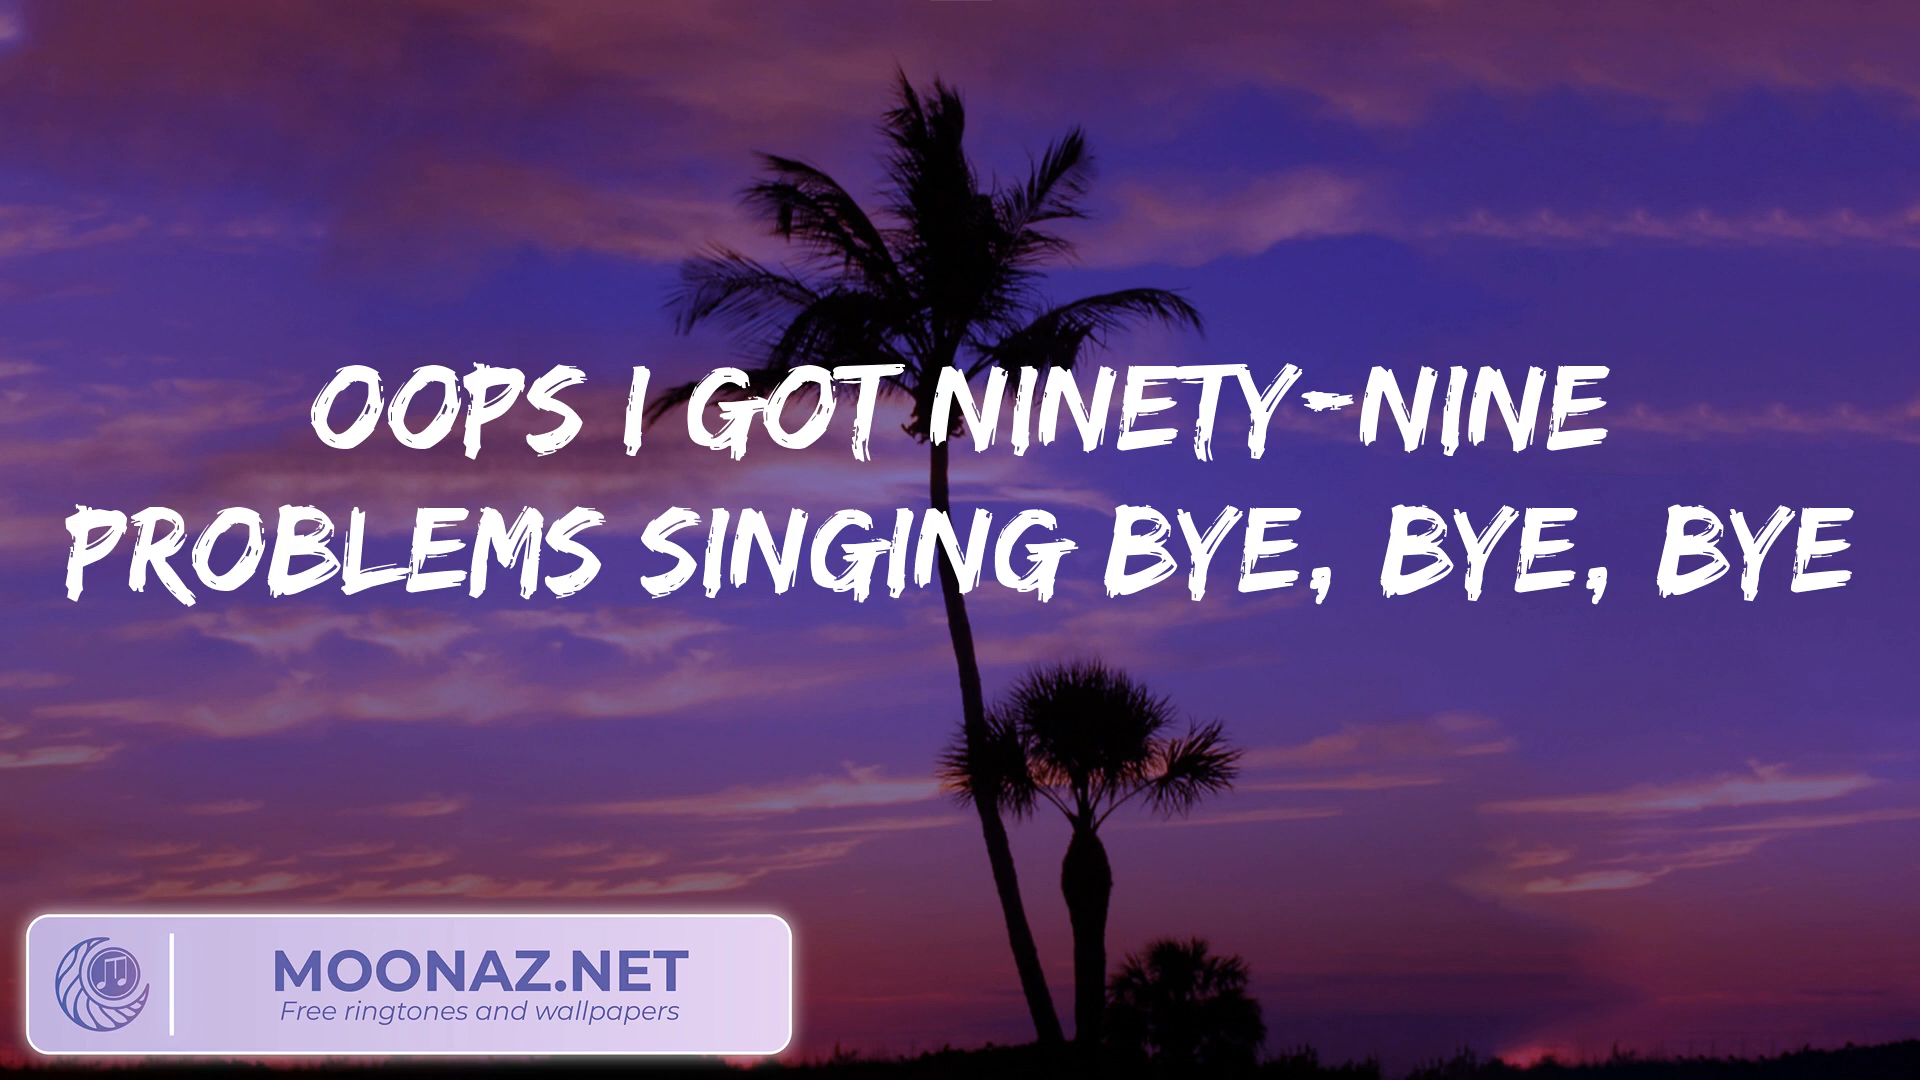 OOPS I GOT NINETY-NINE
PROBLEMS SINGING BYE, BYE, BYE
MOONAZ.NET
Free ringtones and wallpapers